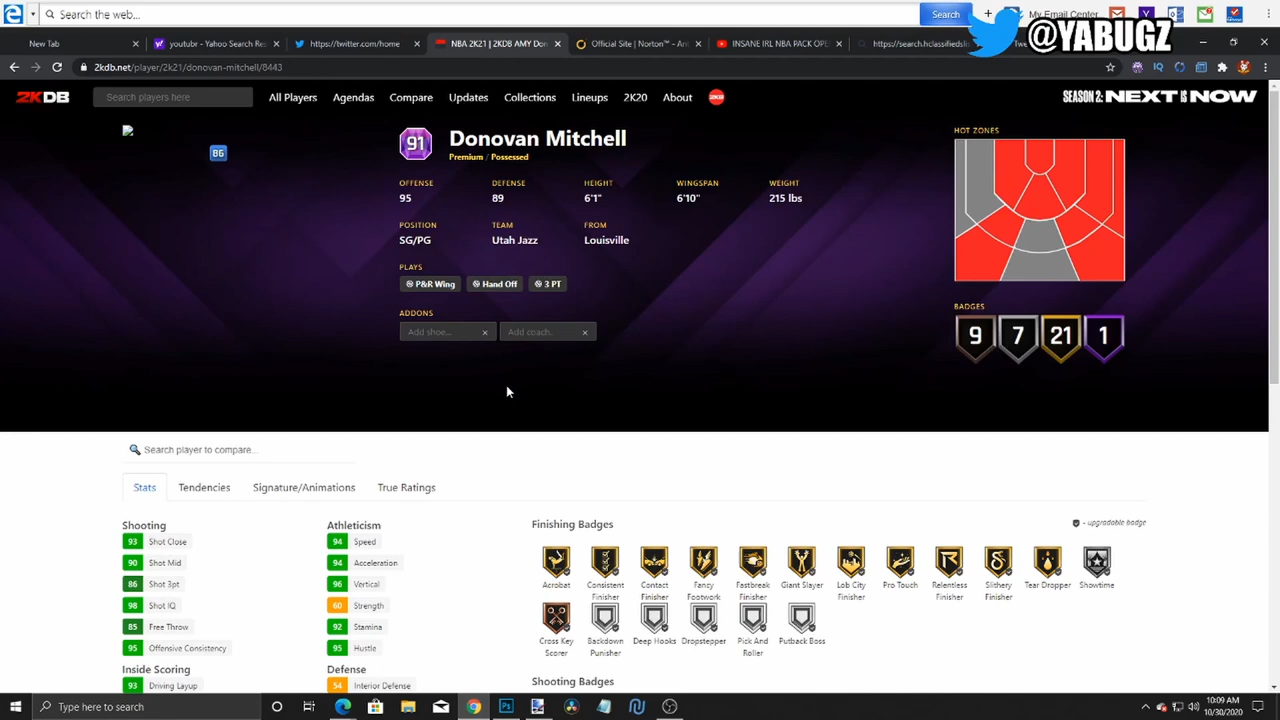 Search the web...
Search
My Email Center
@YABUGZ
New Tab
youtubr - Yahoo Search Res
https://twitter.com/home
NBA 2K21 | 2KDB AMY Don
Official Site | Norton™ - An
INSANE IRL NBA PACK OPE
https://search.hclassifiedsl
2kdb.net/player/2k21/donovan-mitchell/8443
2KDB
Search players here
All Players
Agendas
Compare
Updates
Collections
Lineups
2K20
About
SEASON 2: NEXT IS NOW
86
91
Donovan Mitchell
Premium / Possessed
OFFENSE
DEFENSE
HEIGHT
WINGSPAN
WEIGHT
95
89
6'1"
6'10"
215 lbs
POSITION
TEAM
FROM
SG/PG
Utah Jazz
Louisville
PLAYS
P&R Wing
Hand Off
3 PT
ADDONS
Add shoe... ×
Add coach. ×
HOT ZONES
BADGES
9
7
21
1
Search player to compare...
Stats
Tendencies
Signature/Animations
True Ratings
Shooting
93 Shot Close
90 Shot Mid
86 Shot 3pt
98 Shot IQ
85 Free Throw
95 Offensive Consistency
Inside Scoring
93 Driving Layup
Athleticism
94 Speed
94 Acceleration
96 Vertical
60 Strength
92 Stamina
95 Hustle
Defense
54 Interior Defense
Finishing Badges
- upgradable badge
Acrobat
Consistent Finisher
Contact Finisher
Fancy Footwork
Fastbreak Finisher
Giant Slayer
Lob City Finisher
Pro Touch
Relentless Finisher
Slithery Finisher
Tear Dropper
Showtime
Cross Key Scorer
Backdown Punisher
Deep Hooks
Dropstepper
Pick And Roller
Putback Boss
Shooting Badges
Type here to search
10:09 AM
10/30/2020